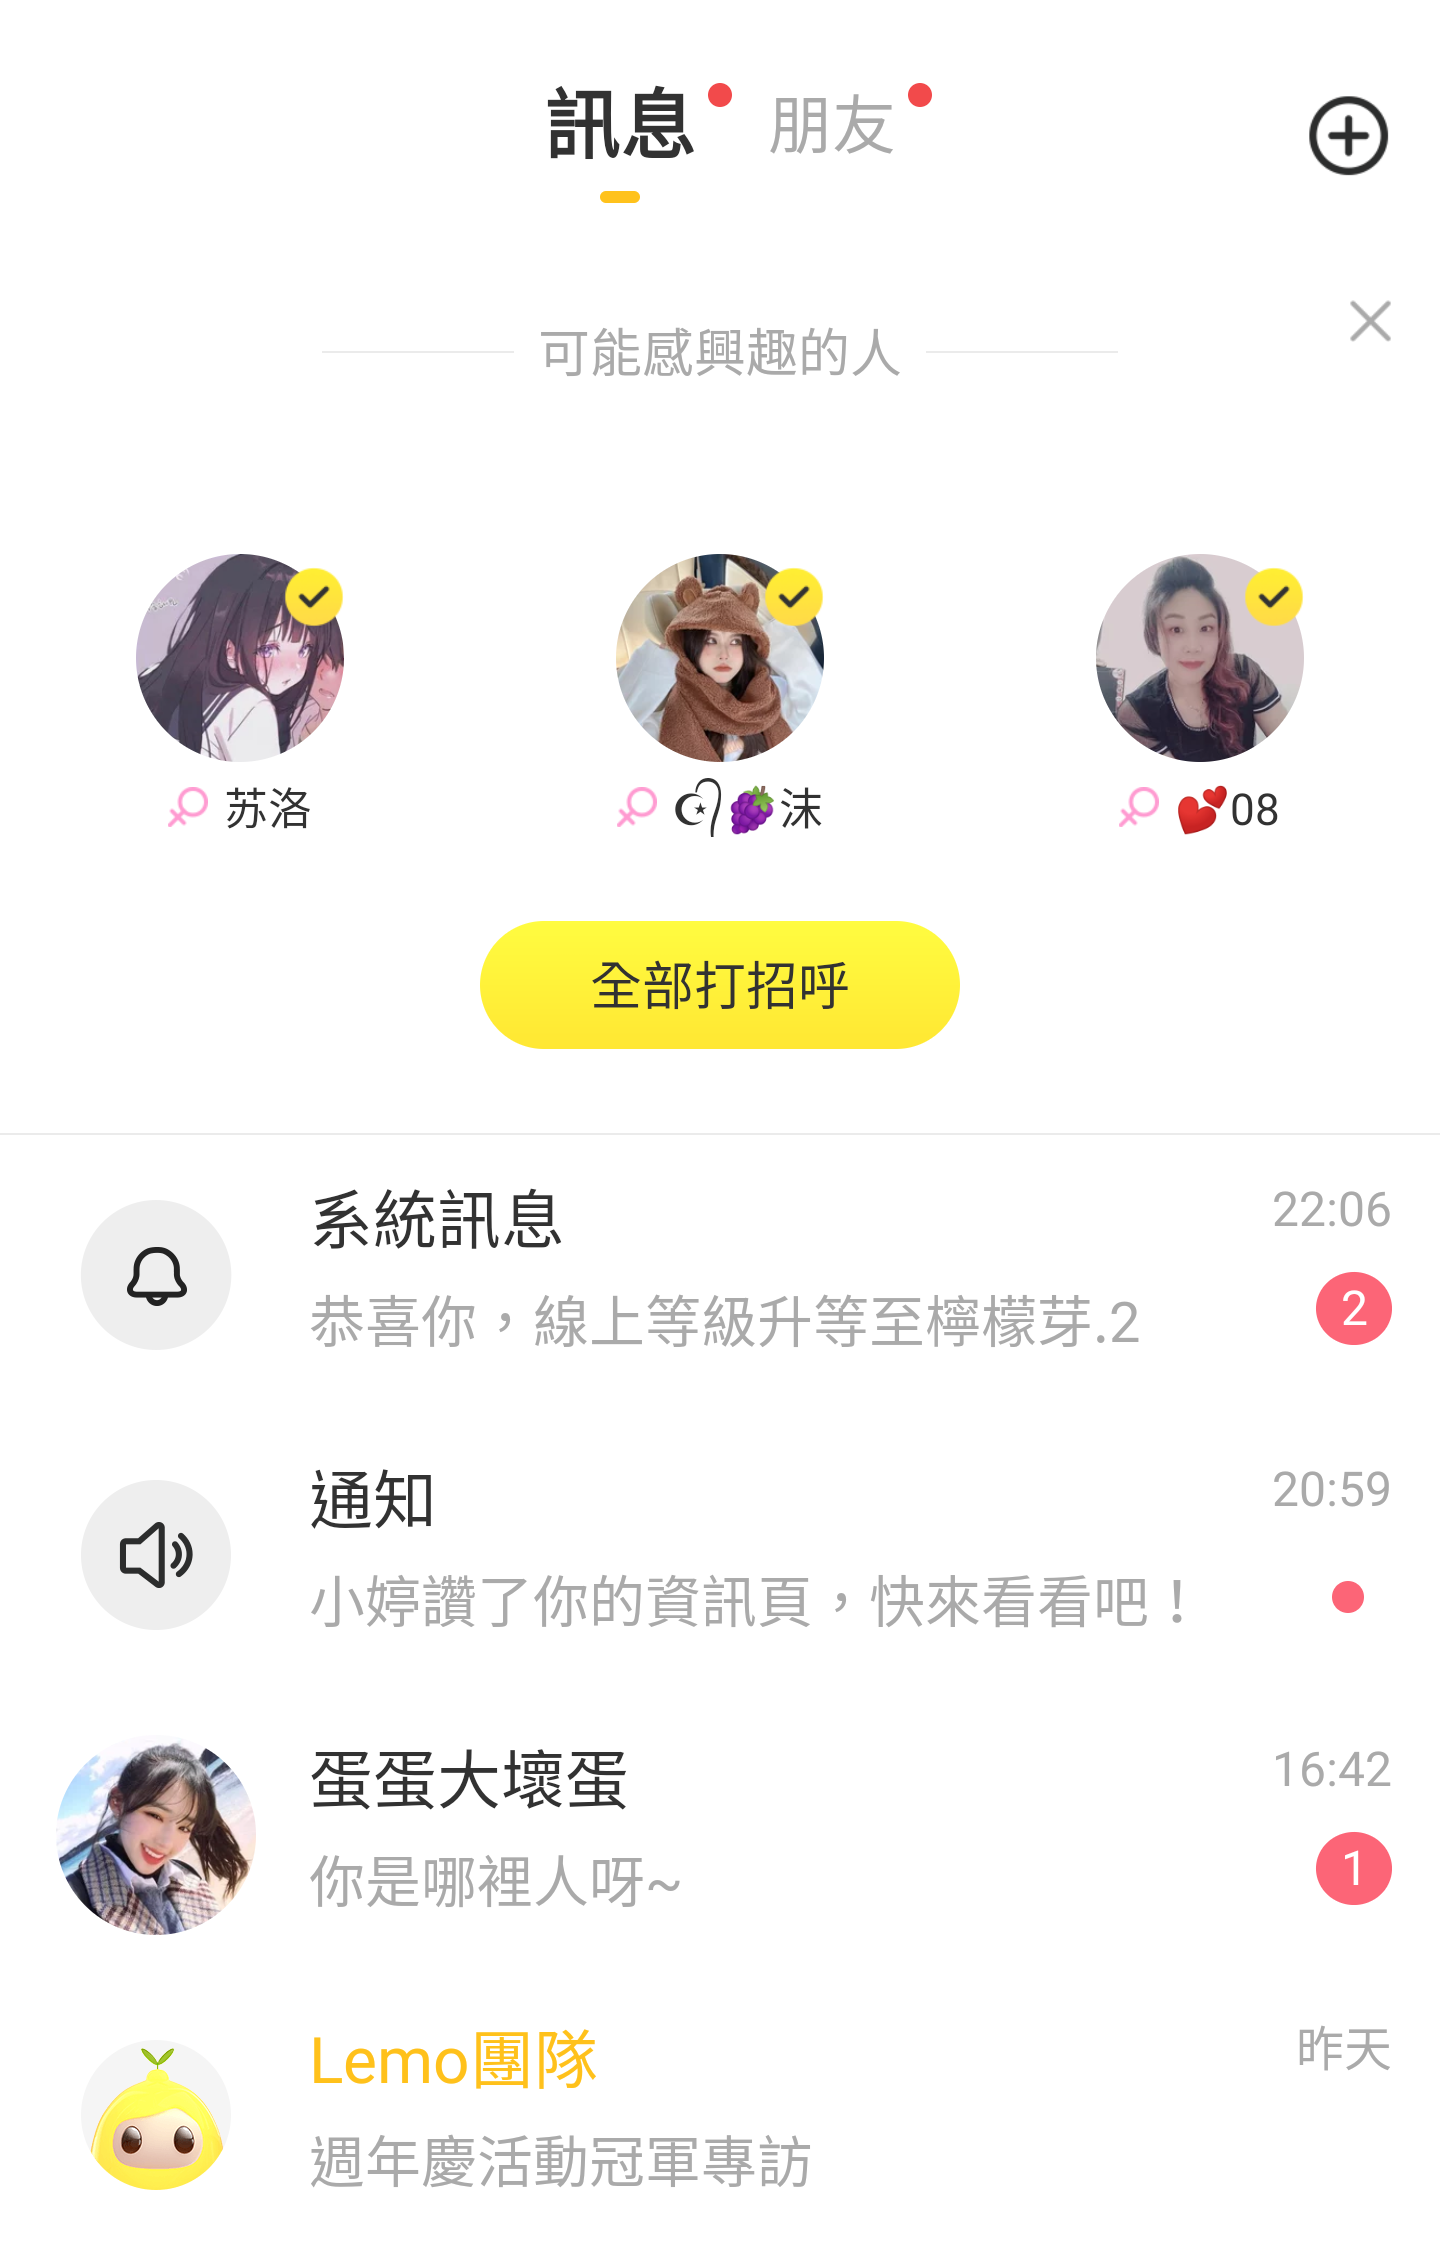 訊息 朋友
可能感興趣的人
苏洛
☪🍇沫
💕08
全部打招呼
系統訊息
22:06
恭喜你，線上等級升等至檸檬芽.2
2
通知
20:59
小婷讚了你的資訊頁，快來看看吧！
蛋蛋大壞蛋
16:42
你是哪裡人呀~
1
Lemo團隊
昨天
週年慶活動冠軍專訪